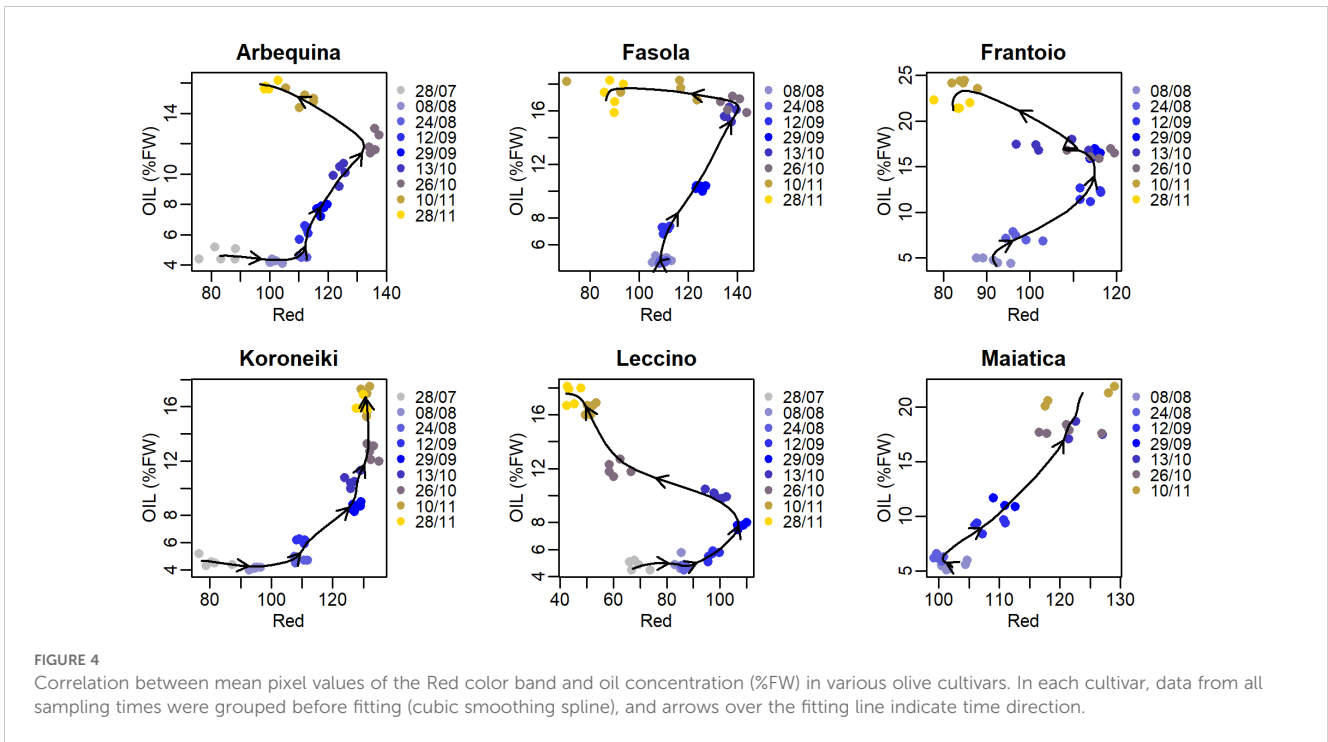 Arbequina
OIL (%FW)
4 6 8 10 14
80 100 120 140
Red
28/07
08/08
24/08
12/09
29/09
13/10
26/10
10/11
28/11
Fasola
OIL (%FW)
6 8 10 12 16
80 100 120 140
Red
08/08
24/08
12/09
29/09
13/10
26/10
10/11
28/11
Frantoio
OIL (%FW)
5 10 15 20 25
80 90 100 120
Red
08/08
24/08
12/09
29/09
13/10
26/10
10/11
28/11
Koroneiki
OIL (%FW)
4 6 8 12 16
80 100 120
Red
28/07
08/08
24/08
12/09
29/09
13/10
26/10
10/11
28/11
Leccino
OIL (%FW)
4 6 8 12 16
40 60 80 100
Red
28/07
08/08
24/08
12/09
29/09
13/10
26/10
10/11
28/11
Maiatica
OIL (%FW)
5 10 15 20
100 110 120 130
Red
08/08
24/08
12/09
29/09
13/10
26/10
10/11
FIGURE 4
Correlation between mean pixel values of the Red color band and oil concentration (%FW) in various olive cultivars. In each cultivar, data from all
sampling times were grouped before fitting (cubic smoothing spline), and arrows over the fitting line indicate time direction.